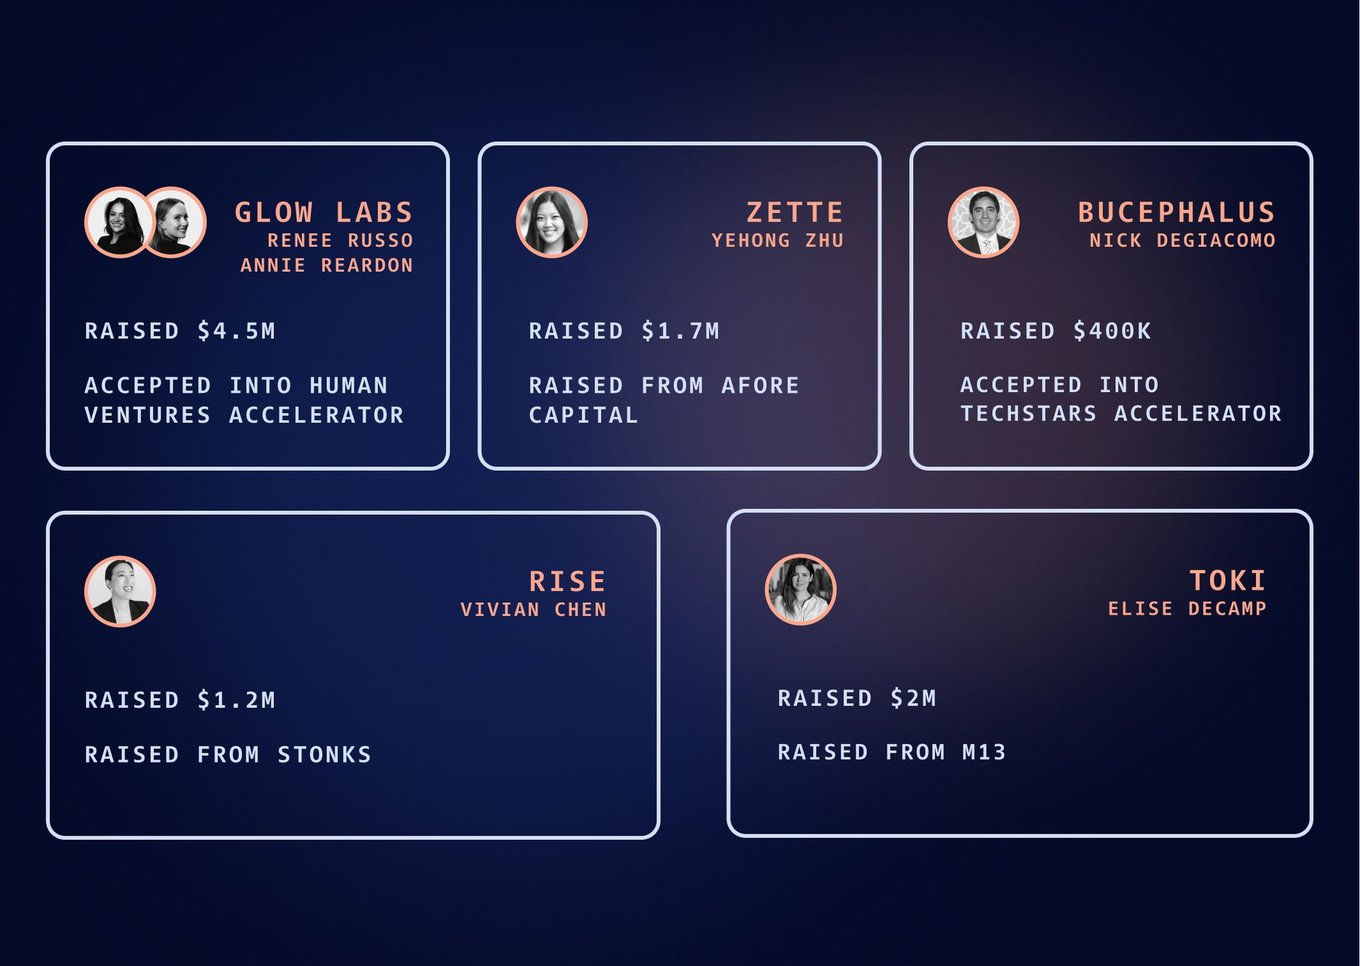 GLOW LABS
RENEE RUSSO
ANNIE REARDON
RAISED $4.5M
ACCEPTED INTO HUMAN
VENTURES ACCELERATOR
ZETTE
YEHONG ZHU
RAISED $1.7M
RAISED FROM AFORE
CAPITAL
BUCEPHALUS
NICK DEGIACOMO
RAISED $400K
ACCEPTED INTO
TECHSTARS ACCELERATOR
RISE
VIVIAN CHEN
RAISED $1.2M
RAISED FROM STONKS
TOKI
ELISE DECAMP
RAISED $2M
RAISED FROM M13